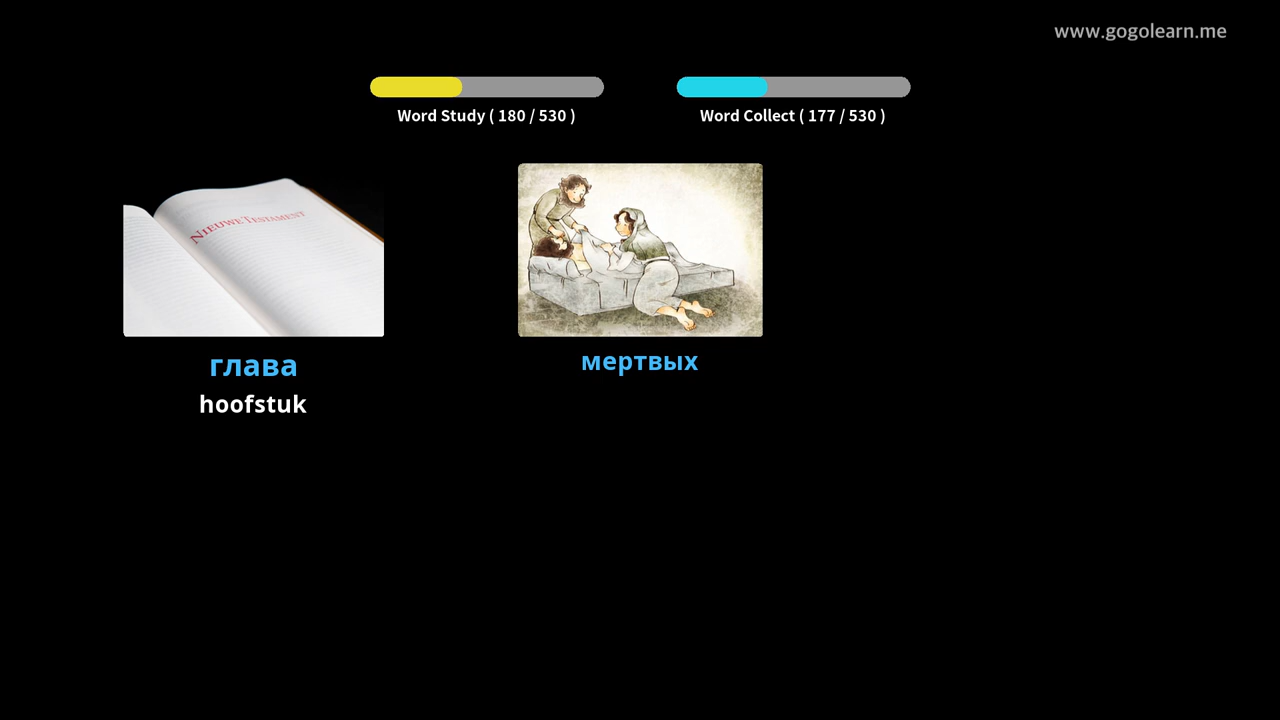 www.gogolearn.me
Word Study ( 180 / 530 )
Word Collect ( 177 / 530 )
NIEUWE TESTAMENT
глава
hoofstuk
мертвых